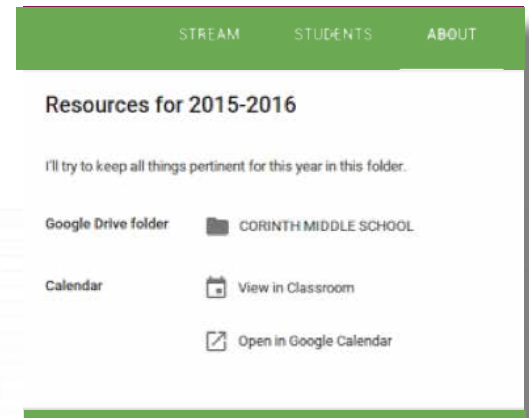 STREAM STUDENTS ABOUT
Resources for 2015-2016
I'll try to keep all things pertinent for this year in this folder.
Google Drive folder CORINTH MIDDLE SCHOOL
Calendar View in Classroom
Open in Google Calendar